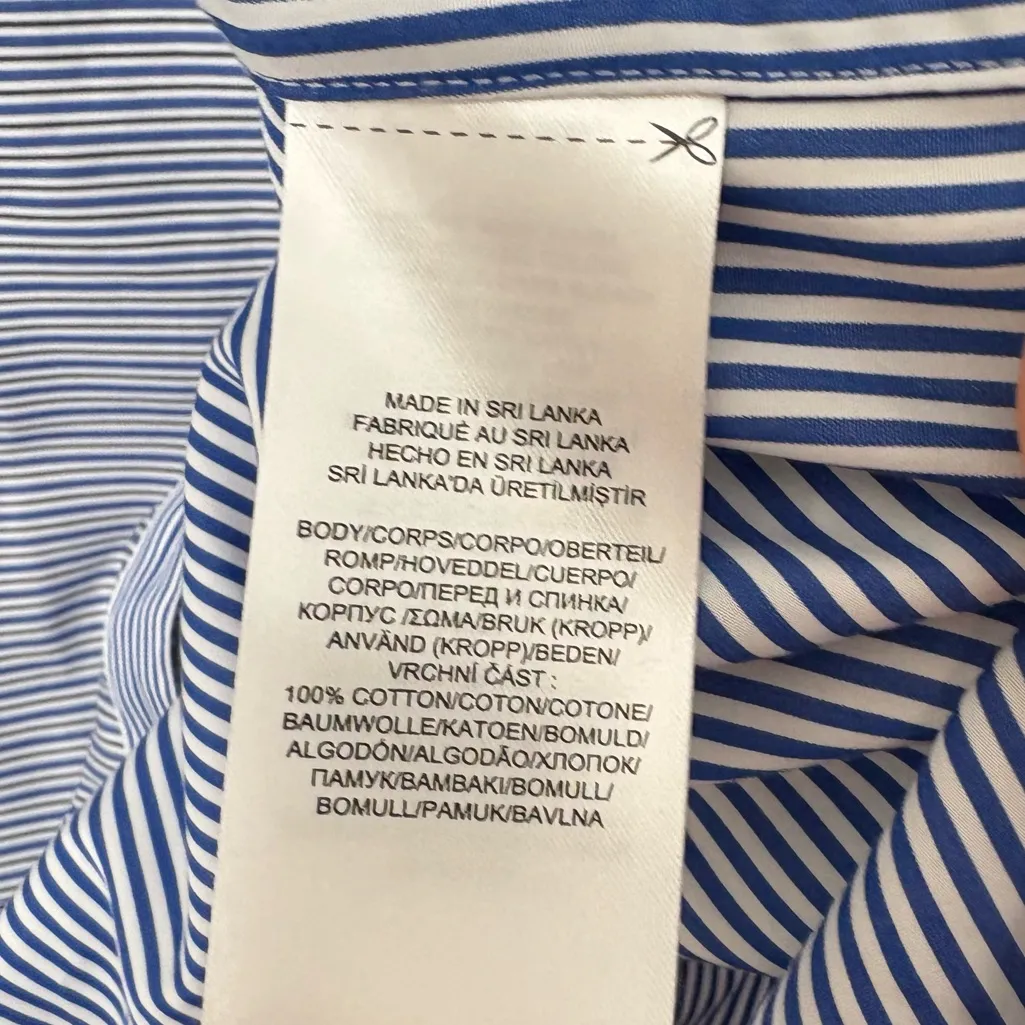 MADE IN SRI LANKA
FABRIQUÉ AU SRI LANKA
HECHO EN SRI LANKA
SRİ LANKA'DA ÜRETİLMİŞTİR
BODY/CORPS/CORPO/OBERTEIL/
ROMP/HOVEDDEL/CUERPO/
CORPO/ПЕРЕД И СПИНКА/
КОРПУС /ΣΩΜΑ/BRUK (KROPP)/
ANVÄND (KROPP)/BEDEN/
VRCHNÍ ČÁST :
100% COTTON/COTON/COTONE/
BAUMWOLLE/KATOEN/BOMULD/
ALGODÓN/ALGODÃO/ХЛОПОК/
ПАМУК/ΒΑΜΒΑΚΙ/BOMULL/
BOMULL/PAMUK/BAVLNA